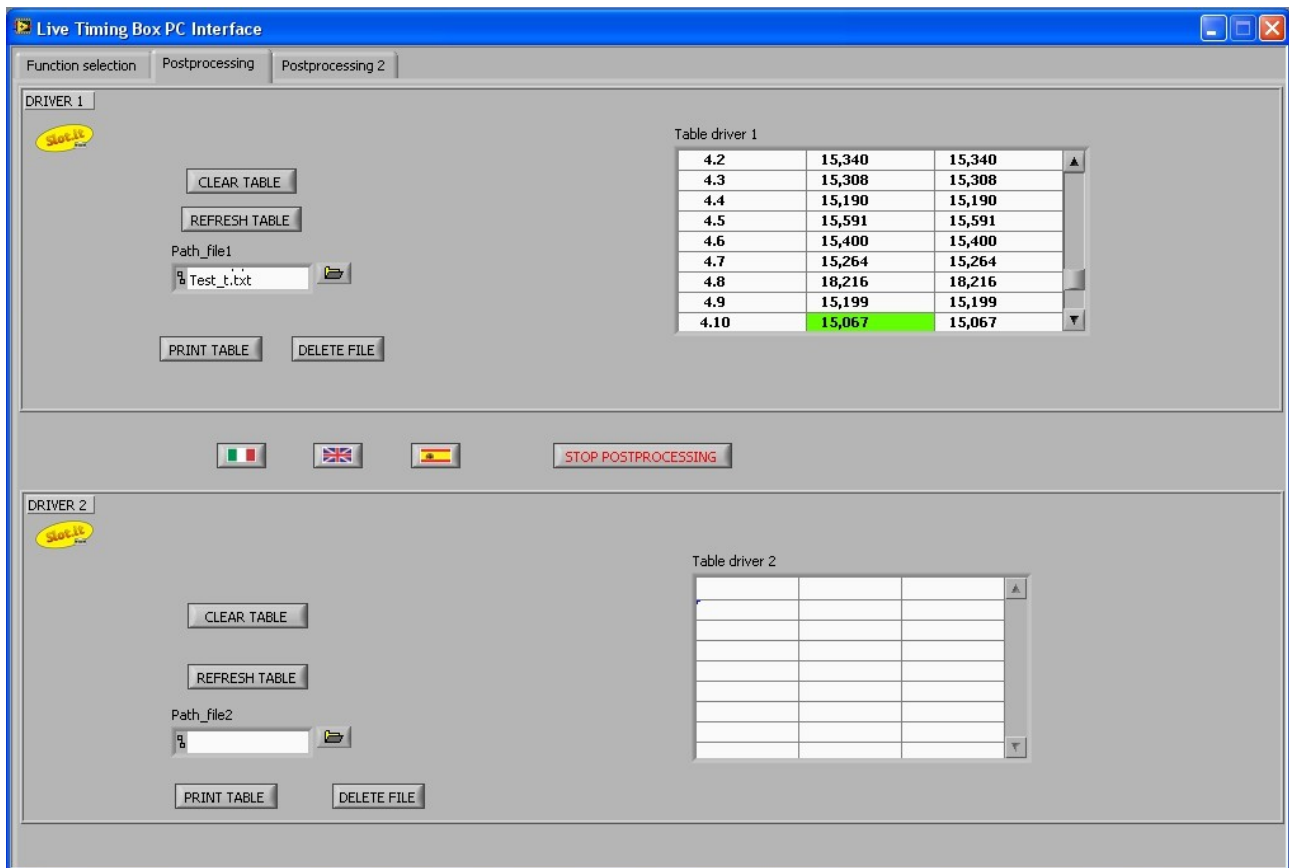 Live Timing Box PC Interface
Function selection Postprocessing Postprocessing 2
DRIVER 1
Slot.it
Table driver 1
4.2 15,340 15,340
4.3 15,308 15,308
4.4 15,190 15,190
4.5 15,591 15,591
4.6 15,400 15,400
4.7 15,264 15,264
4.8 18,216 18,216
4.9 15,199 15,199
4.10 15,067 15,067
CLEAR TABLE
REFRESH TABLE
Path_file1
Test_t.txt
PRINT TABLE DELETE FILE
STOP POSTPROCESSING
DRIVER 2
Slot.it
Table driver 2
CLEAR TABLE
REFRESH TABLE
Path_file2
PRINT TABLE DELETE FILE